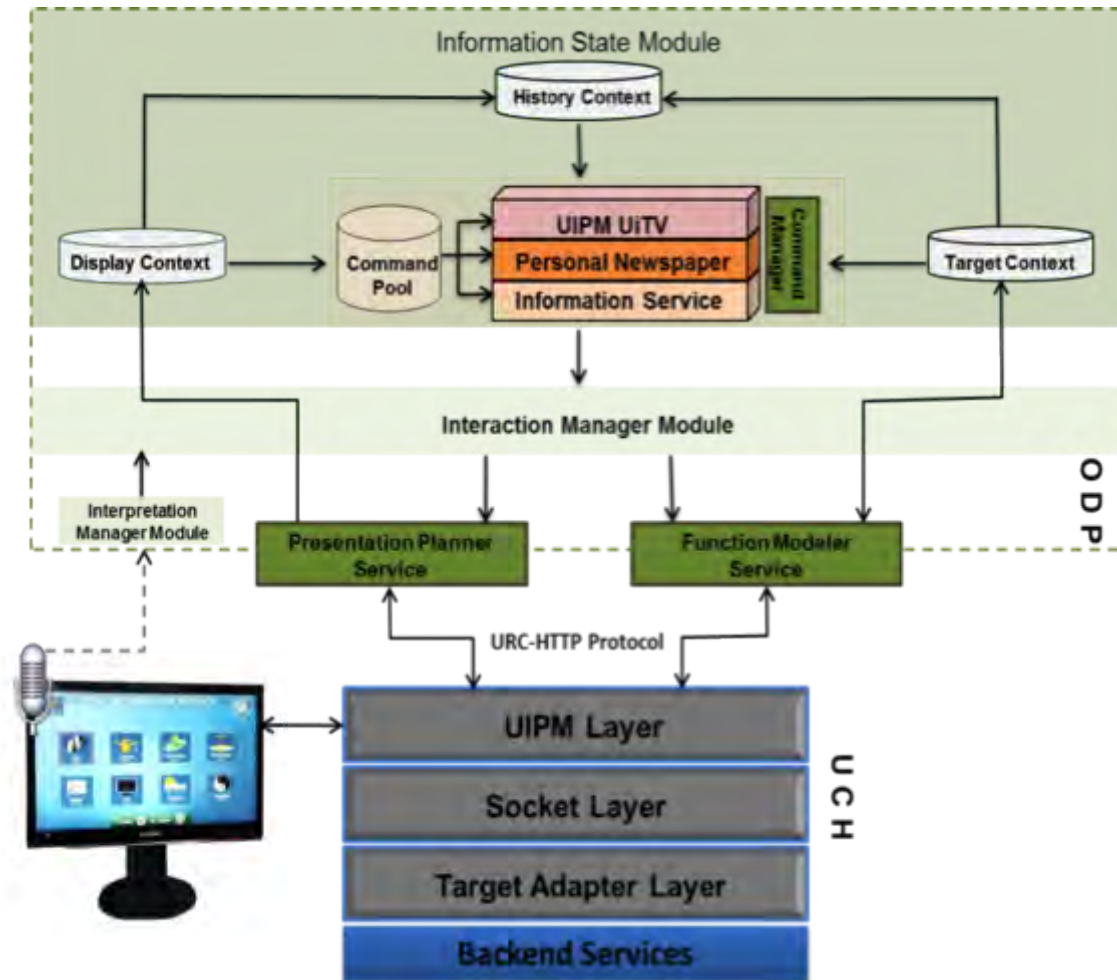 Information State Module
History Context
UIPM UiTV
Personal Newspaper
Information Service
Command
Manager
Display Context
Command
Pool
Target Context
Interaction Manager Module
Interpretation
Manager Module
Presentation Planner
Service
Function Modeler
Service
ODP
URC-HTTP Protocol
UIPM Layer
Socket Layer
Target Adapter Layer
Backend Services
UCH